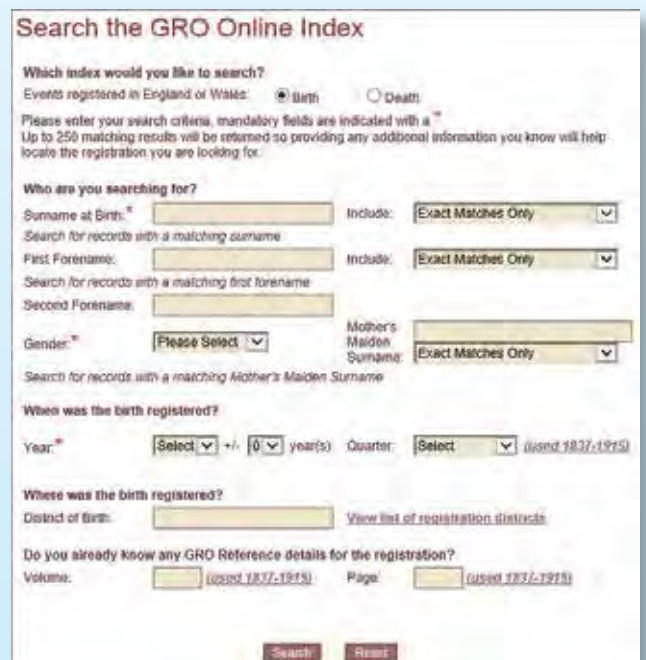 Search the GRO Online Index
Which index would you like to search?
Events registered in England or Wales: Birth Death
Please enter your search criteria, mandatory fields are indicated with a *
Up to 250 matching results will be returned so providing any additional information you know will help
locate the registration you are looking for.
Who are you searching for?
Surname at Birth:* Include: Exact Matches Only
Search for records with a matching surname
First Forename: Include: Exact Matches Only
Search for records with a matching first forename
Second Forename:
Gender:* Please Select Mother's Maiden Surname: Exact Matches Only
Search for records with a matching Mother's Maiden Surname
When was the birth registered?
Year:* Select +/- 0 year(s) Quarter: Select (used 1837-1915)
Where was the birth registered?
District of Birth: View list of registration districts
Do you already know any GRO Reference details for the registration?
Volume: (used 1837-1915) Page: (used 1837-1915)
Search Reset